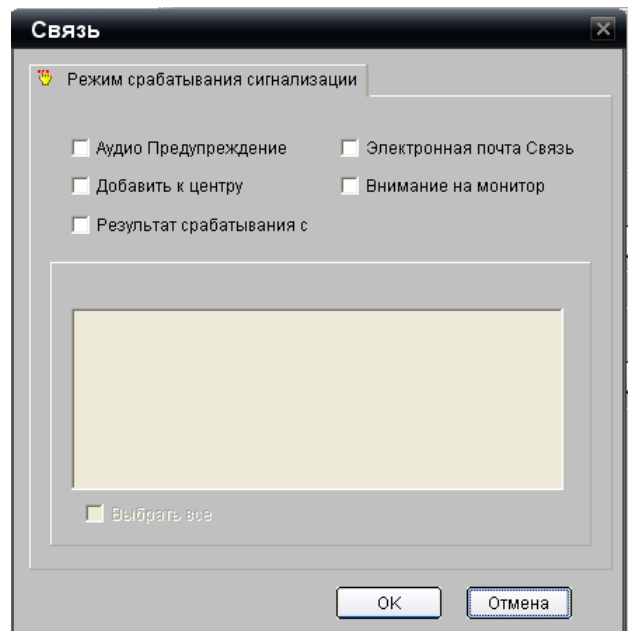 Связь
Режим срабатывания сигнализации
Аудио Предупреждение
Электронная почта Связь
Добавить к центру
Внимание на монитор
Результат срабатывания с
Выбрать все
OK
Отмена